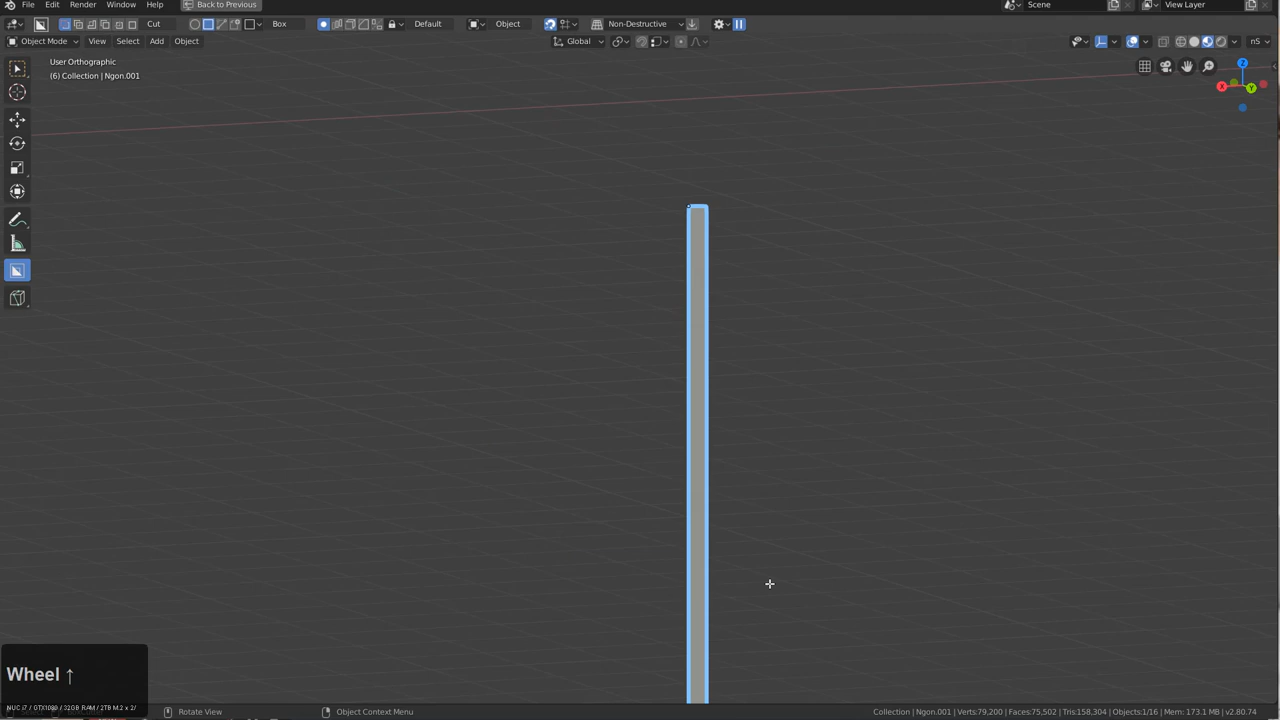 File Edit Render Window Help Back to Previous Scene View Layer
Cut Box Default Object Non-Destructive
Object Mode View Select Add Object Global nS
User Orthographic
(6) Collection | Ngon.001
Z
X Y
Wheel ↑
NUC i7 / GTX1080 / 32GB RAM / 2TB M.2 x 2/
Rotate View Object Context Menu Collection | Ngon.001 | Verts:79,200 | Faces:75,502 | Tris:158,304 | Objects:1/16 | Mem: 173.1 MB | v2.80.74